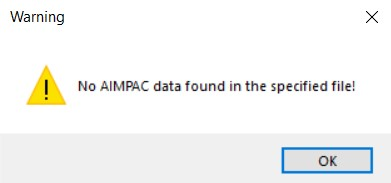 Warning
No AIMPAC data found in the specified file!
OK